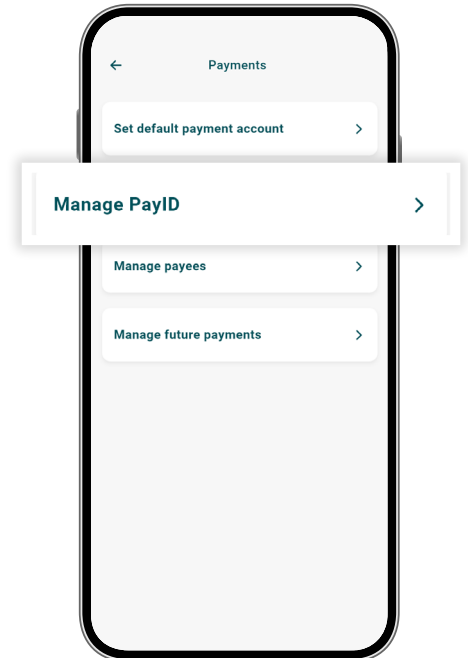 Payments
Set default payment account
Manage PayID
Manage payees
Manage future payments